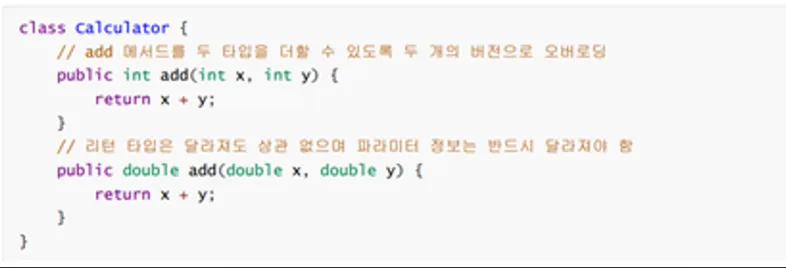 class Calculator {
// add 메서드를 두 타입을 더할 수 있도록 두 개의 버전으로 오버로딩
public int add(int x, int y) {
return x + y;
}
// 리턴 타입은 달라져도 상관 없으며 파라미터 정보는 반드시 달라져야 함
public double add(double x, double y) {
return x + y;
}
}